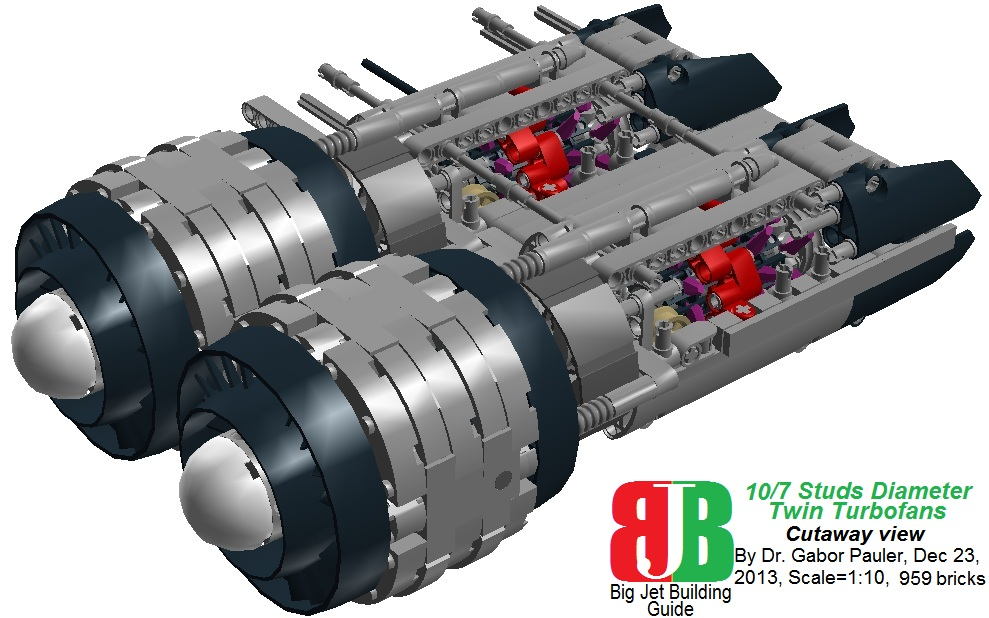 BJB
Big Jet Building
Guide
10/7 Studs Diameter
Twin Turbofans
Cutaway view
By Dr. Gabor Pauler, Dec 23,
2013, Scale=1:10, 959 bricks